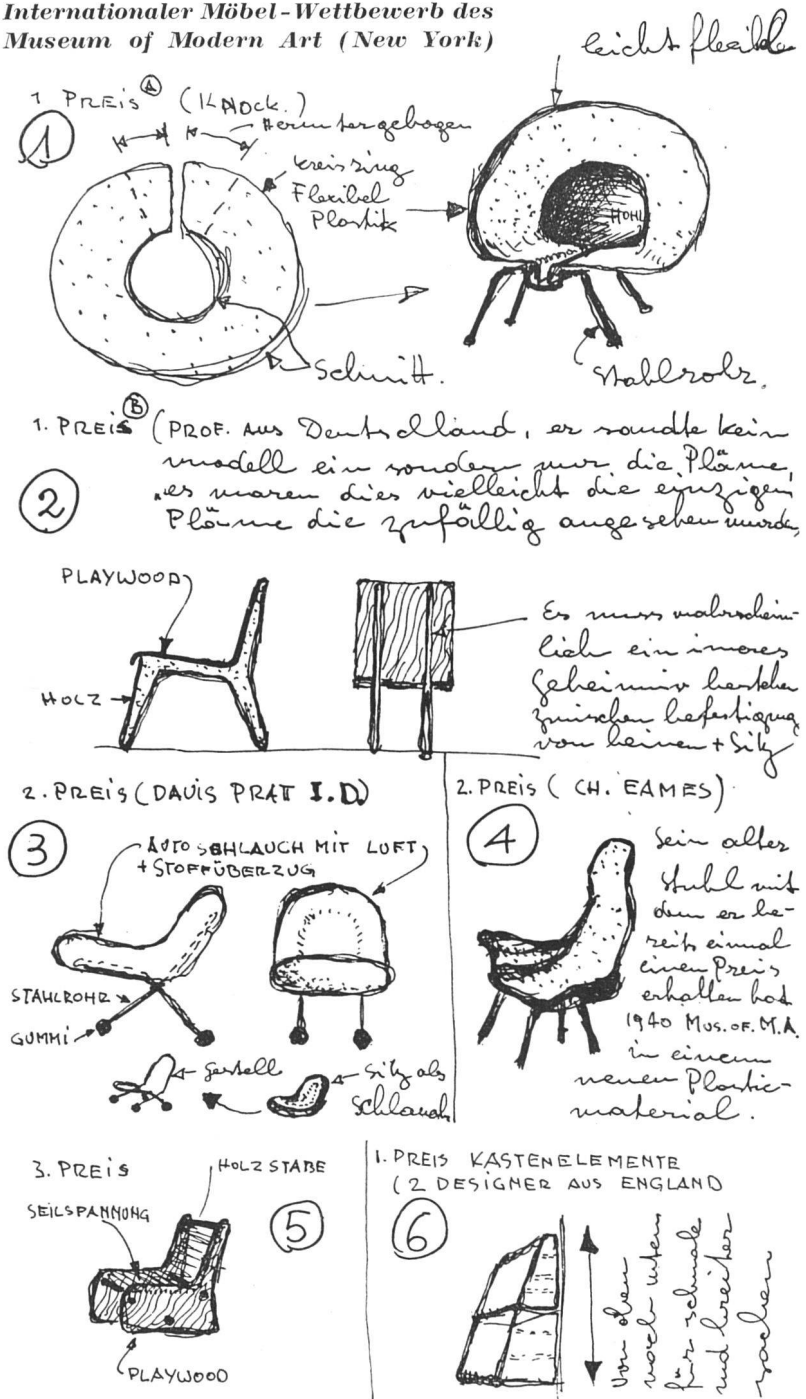 Internationaler Möbel-Wettbewerb des
Museum of Modern Art (New York)
leicht flexibel
1 PREIS Ⓐ (KNOCK.)
①
Heruntergebogen
Kreisring
Flexibel
Plastik
HOHL
Schnitt.
Stahlrohr.
1. PREIS Ⓑ (PROF. AUS Deutschland, er sandte kein
modell ein sondern nur die Pläne,
es waren dies vielleicht die einzigen
Pläne die zufällig angesehen wurden,
②
PLAYWOOD
HOLZ
Es muss wahrschein-
lich ein inneres
Geheimnis bestehen
zwischen befestigung
von beinen + Sitz
2. PREIS (DAVIS PRAT I.D.)
③
AUTOSCHLAUCH MIT LUFT
+ STOFFÜBERZUG
STAHLROHR
GUMMI
Gestell
Sitz als
Schlauch
2. PREIS (CH. EAMES)
④
Sein alter
Stuhl mit
dem er be-
reits einmal
einen Preis
erhalten hat
1940 MUS. OF. M.A.
in einem
neuen Plastic-
material.
3. PREIS
HOLZSTABE
SEILSPANNUNG
⑤
PLAYWOOD
1. PREIS KASTENELEMENTE
(2 DESIGNER AUS ENGLAND
⑥
Von oben
nach unten
für schmale
und breiter
sachen